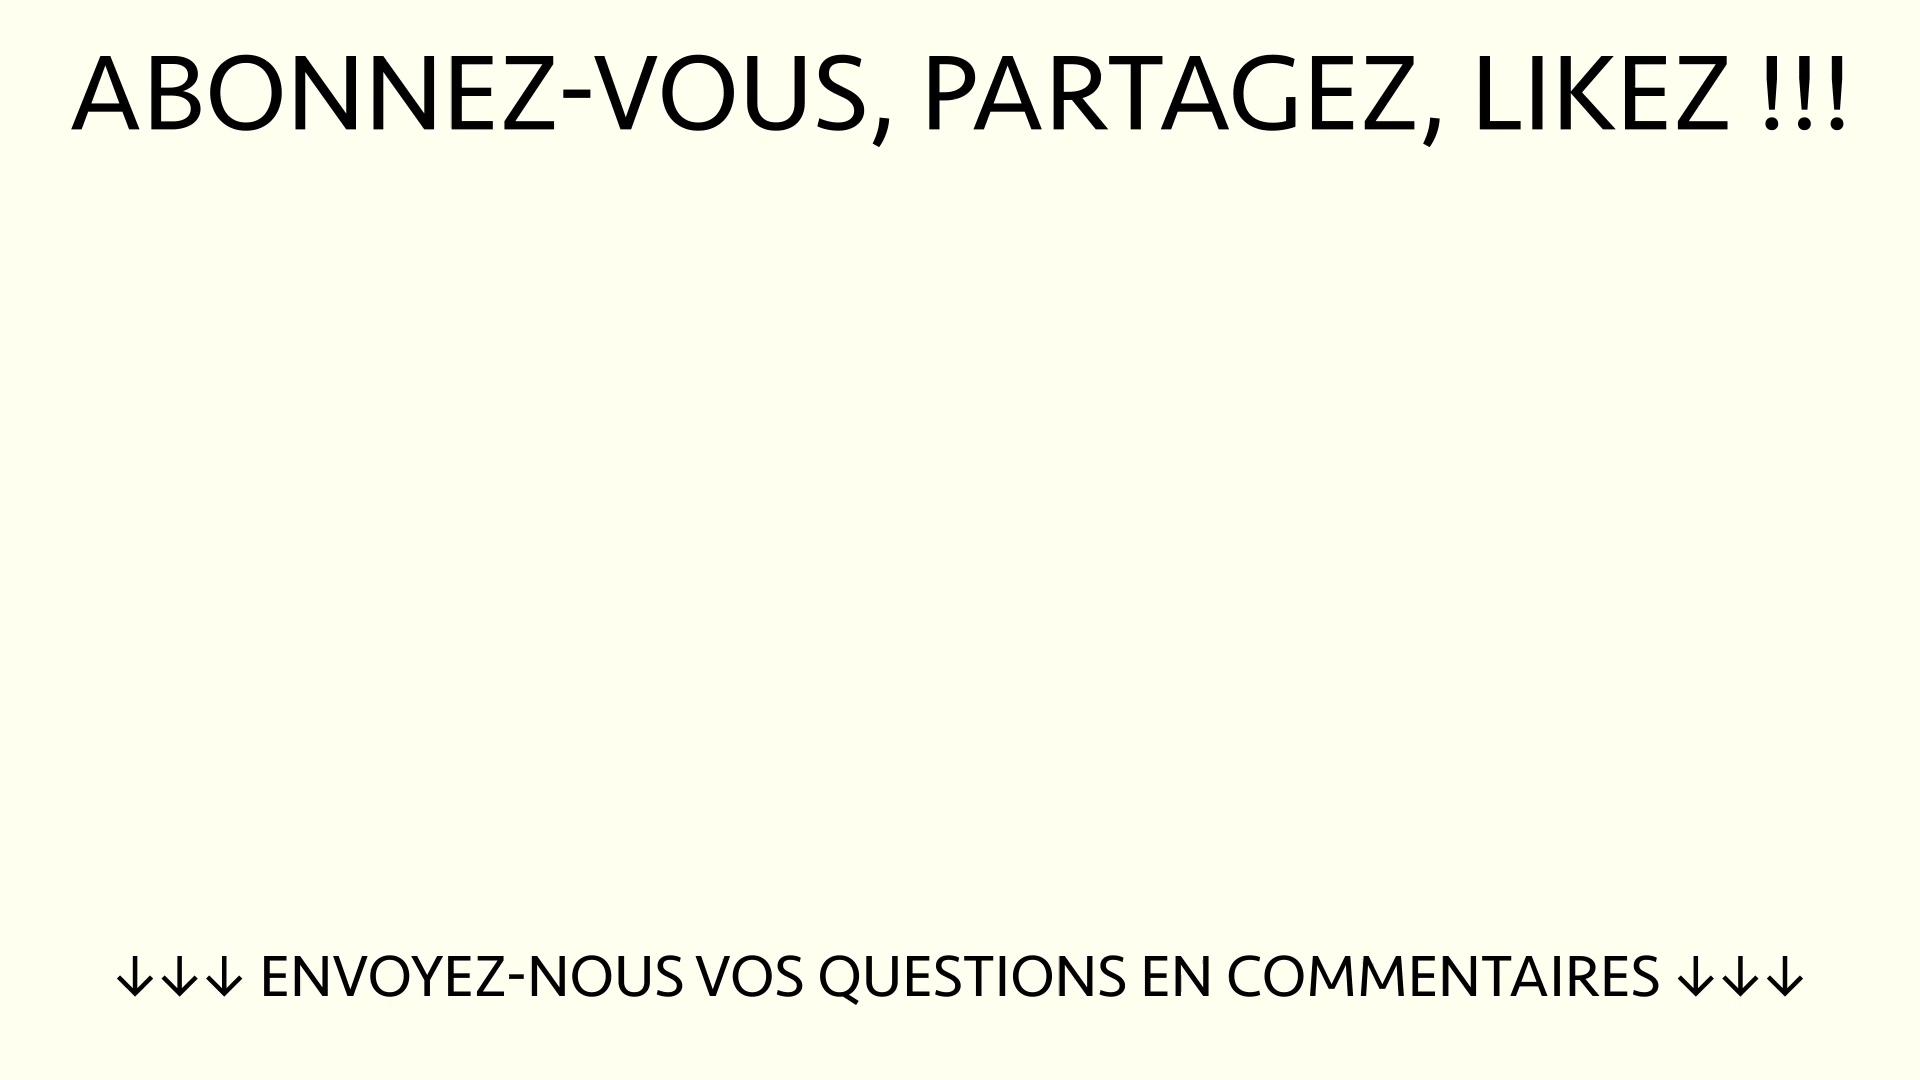 ABONNEZ-VOUS, PARTAGEZ, LIKEZ !!!
↓↓↓ ENVOYEZ-NOUS VOS QUESTIONS EN COMMENTAIRES ↓↓↓